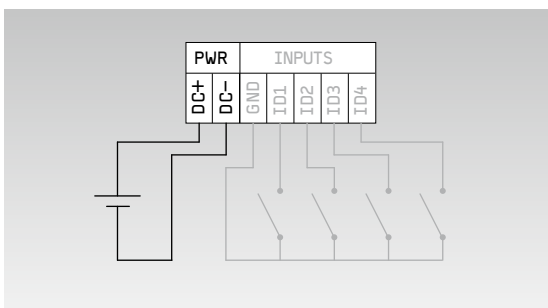 PWR INPUTS
DC+ DC- GND ID1 ID2 ID3 ID4